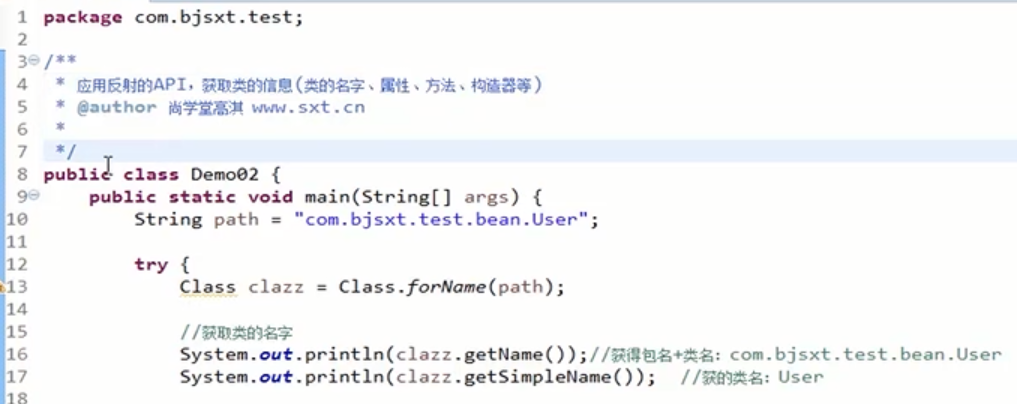 1 package com.bjsxt.test;
2
3 /**
4  * 应用反射的API，获取类的信息(类的名字、属性、方法、构造器等)
5  * @author 尚学堂高淇 www.sxt.cn
6  *
7  */
8 public class Demo02 {
9     public static void main(String[] args) {
10         String path = "com.bjsxt.test.bean.User";
11
12         try {
13             Class clazz = Class.forName(path);
14
15             //获取类的名字
16             System.out.println(clazz.getName());//获得包名+类名：com.bjsxt.test.bean.User
17             System.out.println(clazz.getSimpleName());  //获的类名：User
18